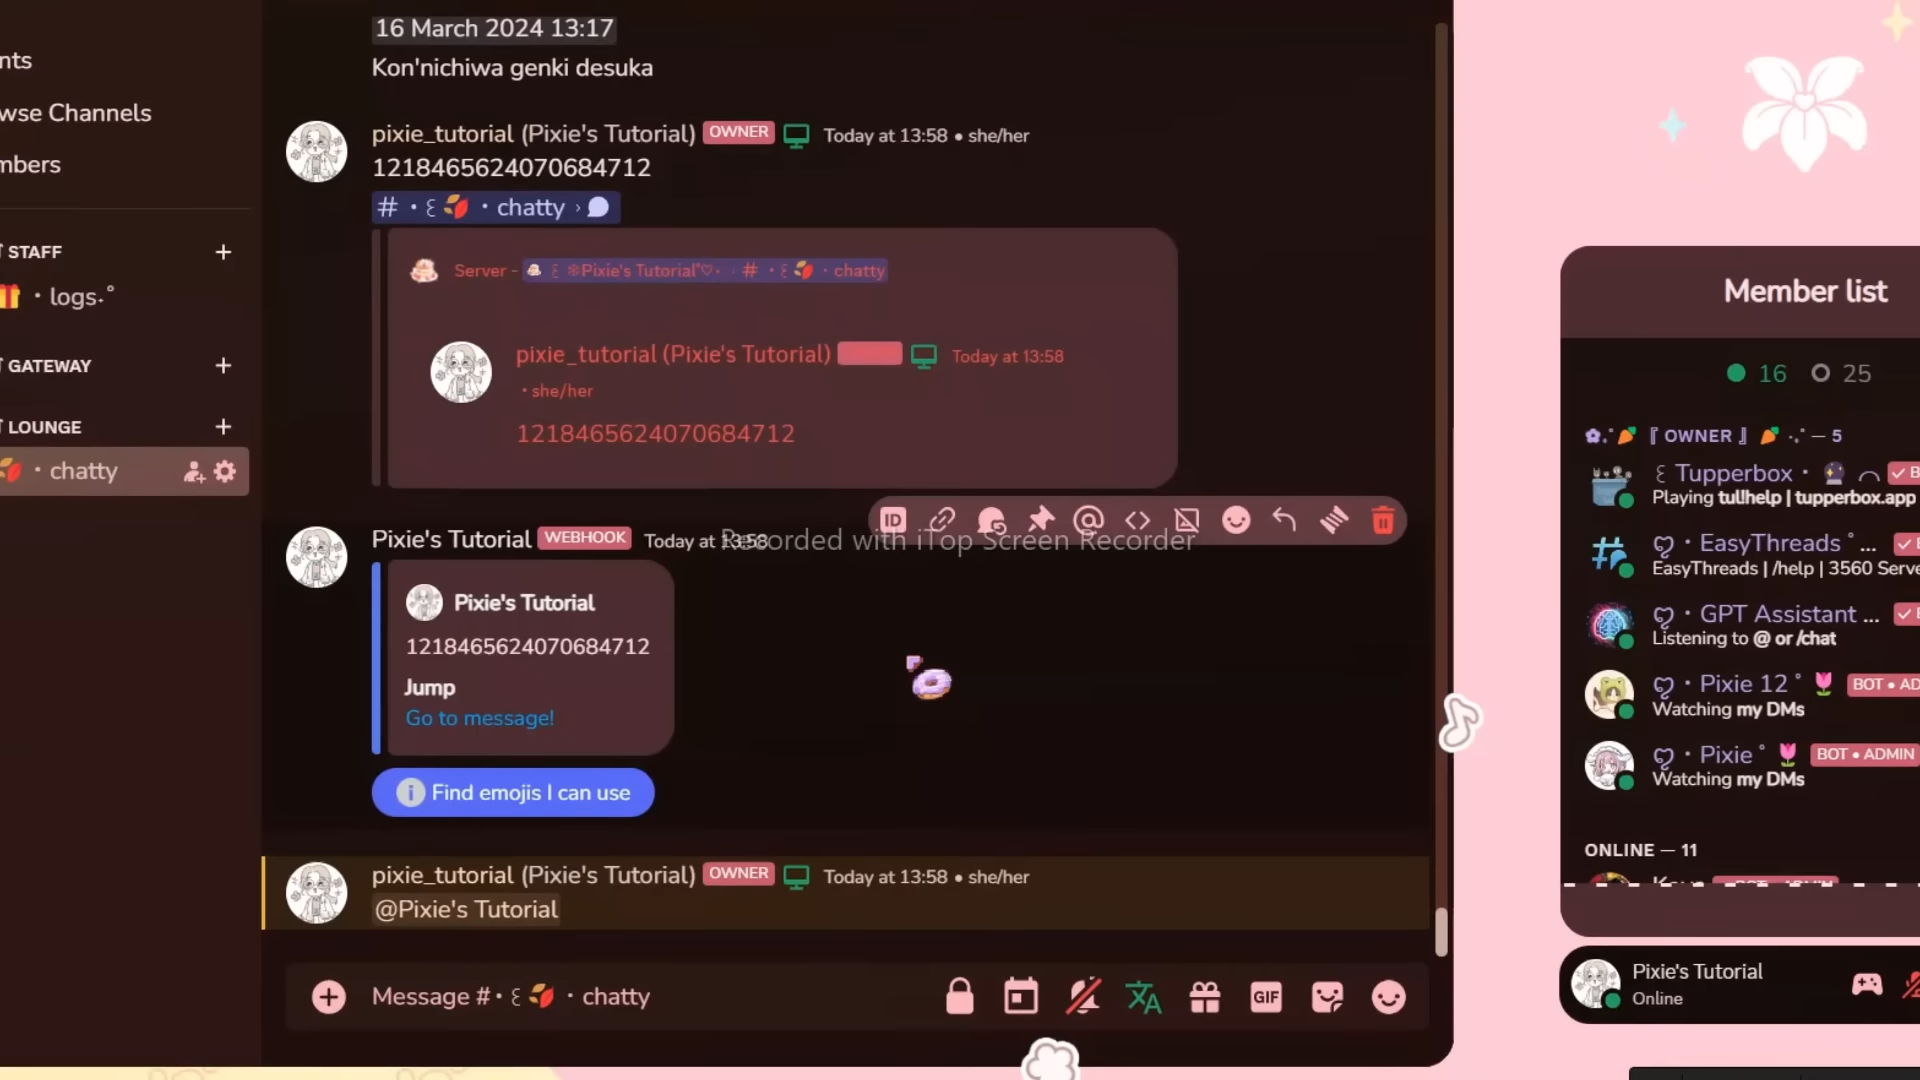 nts
wse Channels
mbers
STAFF
・logs
GATEWAY
LOUNGE
・chatty
16 March 2024 13:17
Kon'nichiwa genki desuka
pixie_tutorial (Pixie's Tutorial) OWNER Today at 13:58 • she/her
1218465624070684712
# ・꒰🍂・chatty › 💬
Server - ꒰ Pixie's Tutorial # ・꒰🍂・chatty
pixie_tutorial (Pixie's Tutorial) Today at 13:58
• she/her
1218465624070684712
ID GIF
Pixie's Tutorial WEBHOOK Today at 13:58
Recorded with iTop Screen Recorder
Pixie's Tutorial
1218465624070684712
Jump
Go to message!
Find emojis I can use
pixie_tutorial (Pixie's Tutorial) OWNER Today at 13:58 • she/her
@Pixie's Tutorial
Message #・꒰🍂・chatty
GIF
Member list
16 25
『 OWNER 』 — 5
Tupperbox・
Playing tul!help | tupperbox.app
ღ・EasyThreads ˚ ...
EasyThreads | /help | 3560 Serve
ღ・GPT Assistant ...
Listening to @ or /chat
ღ・Pixie 12 ˚ 🌷 BOT • AD
Watching my DMs
ღ・Pixie ˚ 🌷 BOT • ADMIN
Watching my DMs
ONLINE — 11
Pixie's Tutorial
Online